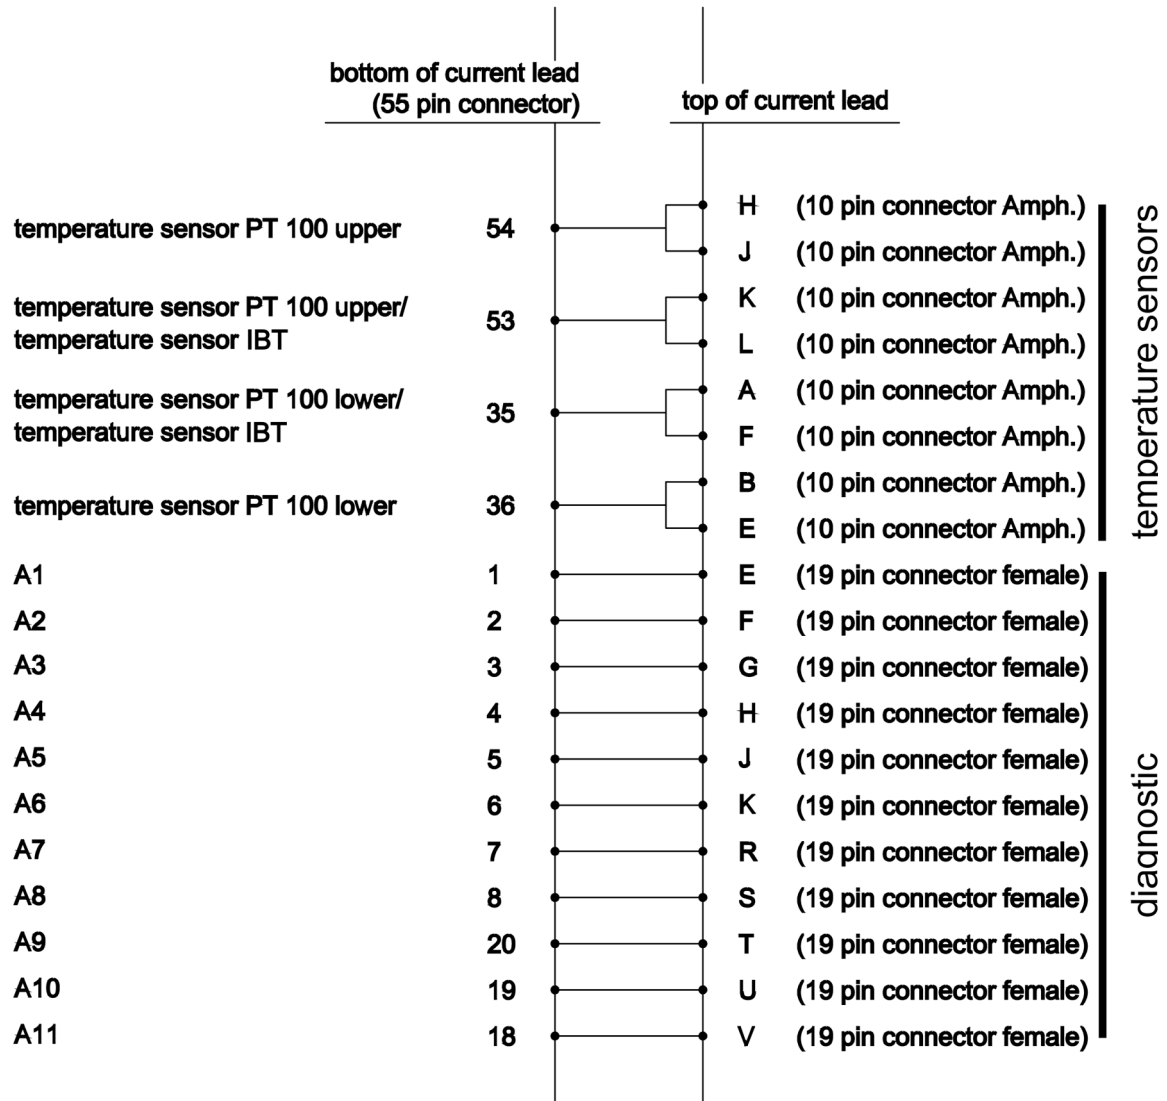 bottom of current lead
(55 pin connector)
top of current lead
temperature sensor PT 100 upper 54
H (10 pin connector Amph.)
J (10 pin connector Amph.)
temperature sensor PT 100 upper/
temperature sensor IBT
53
K (10 pin connector Amph.)
L (10 pin connector Amph.)
temperature sensor PT 100 lower/
temperature sensor IBT
35
A (10 pin connector Amph.)
F (10 pin connector Amph.)
temperature sensor PT 100 lower 36
B (10 pin connector Amph.)
E (10 pin connector Amph.)
temperature sensors
A1 1 E (19 pin connector female)
A2 2 F (19 pin connector female)
A3 3 G (19 pin connector female)
A4 4 H (19 pin connector female)
A5 5 J (19 pin connector female)
A6 6 K (19 pin connector female)
A7 7 R (19 pin connector female)
A8 8 S (19 pin connector female)
A9 20 T (19 pin connector female)
A10 19 U (19 pin connector female)
A11 18 V (19 pin connector female)
diagnostic